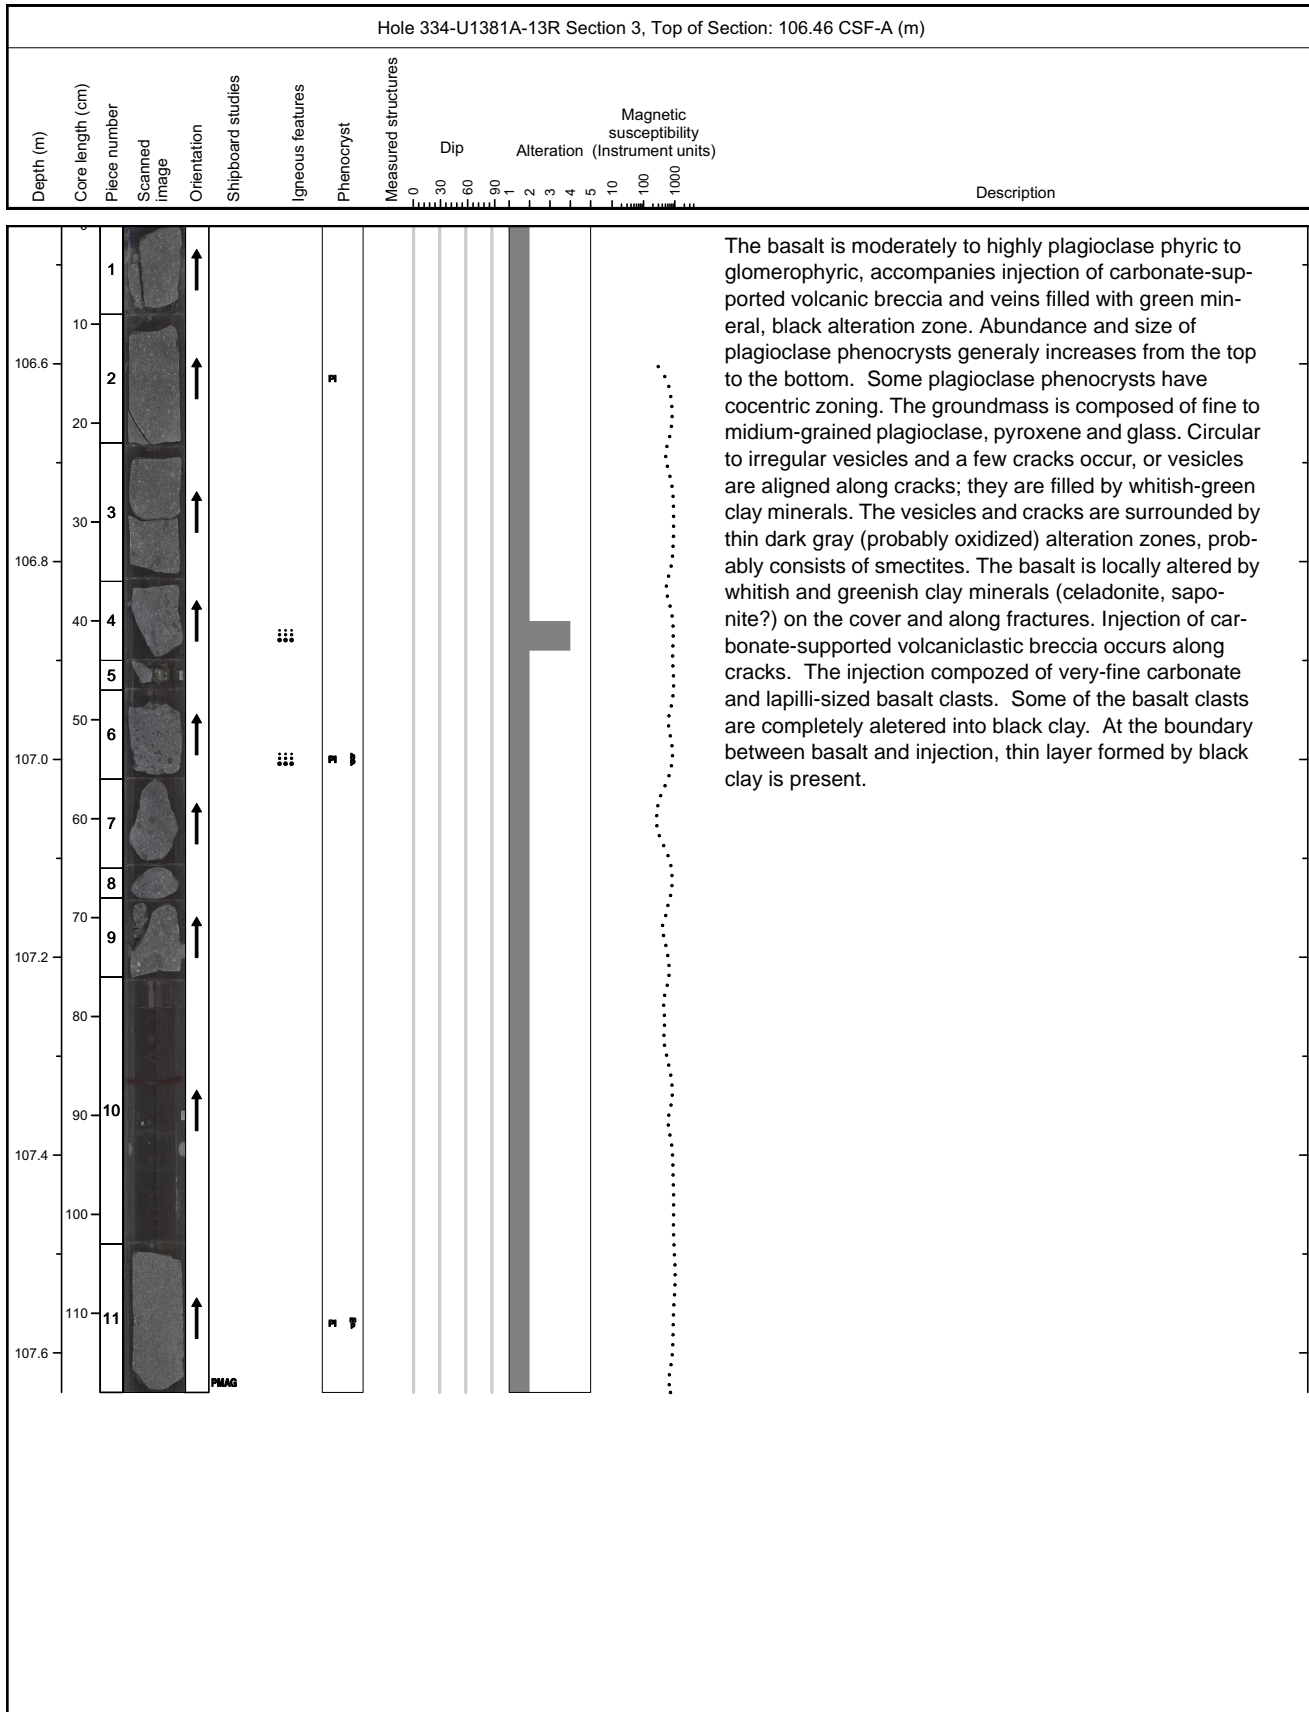 Hole 334-U1381A-13R Section 3, Top of Section: 106.46 CSF-A (m)
Depth (m)
Core length (cm)
Piece number
Scanned
image
Orientation
Shipboard studies
Igneous features
Phenocryst
Measured structures
Dip
0 30 60 90
Alteration
1 2 3 4 5
Magnetic
susceptibility
(Instrument units)
10 100 1000
Description
The basalt is moderately to highly plagioclase phyric to
glomerophyric, accompanies injection of carbonate-sup-
ported volcanic breccia and veins filled with green min-
eral, black alteration zone. Abundance and size of
plagioclase phenocrysts generaly increases from the top
to the bottom.  Some plagioclase phenocrysts have
cocentric zoning. The groundmass is composed of fine to
midium-grained plagioclase, pyroxene and glass. Circular
to irregular vesicles and a few cracks occur, or vesicles
are aligned along cracks; they are filled by whitish-green
clay minerals. The vesicles and cracks are surrounded by
thin dark gray (probably oxidized) alteration zones, prob-
ably consists of smectites. The basalt is locally altered by
whitish and greenish clay minerals (celadonite, sapo-
nite?) on the cover and along fractures. Injection of car-
bonate-supported volcaniclastic breccia occurs along
cracks.  The injection compozed of very-fine carbonate
and lapilli-sized basalt clasts.  Some of the basalt clasts
are completely aletered into black clay.  At the boundary
between basalt and injection, thin layer formed by black
clay is present.
106.6
106.8
107.0
107.2
107.4
107.6
10
20
30
40
50
60
70
80
90
100
110
1
2
3
4
5
6
7
8
9
10
11
PMAG
Pl
Pl
Pl